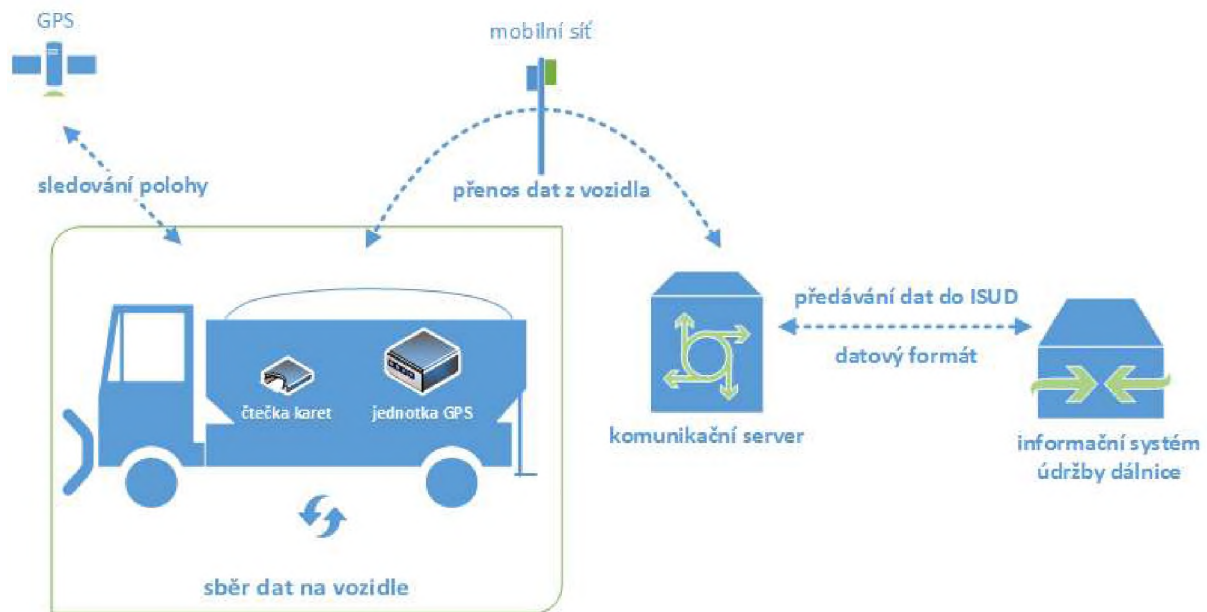 GPS
mobilní síť
sledování polohy
přenos dat z vozidla
předávání dat do ISUD
datový formát
čtečka karet
jednotka GPS
komunikační server
informační systém
údržby dálnice
sběr dat na vozidle